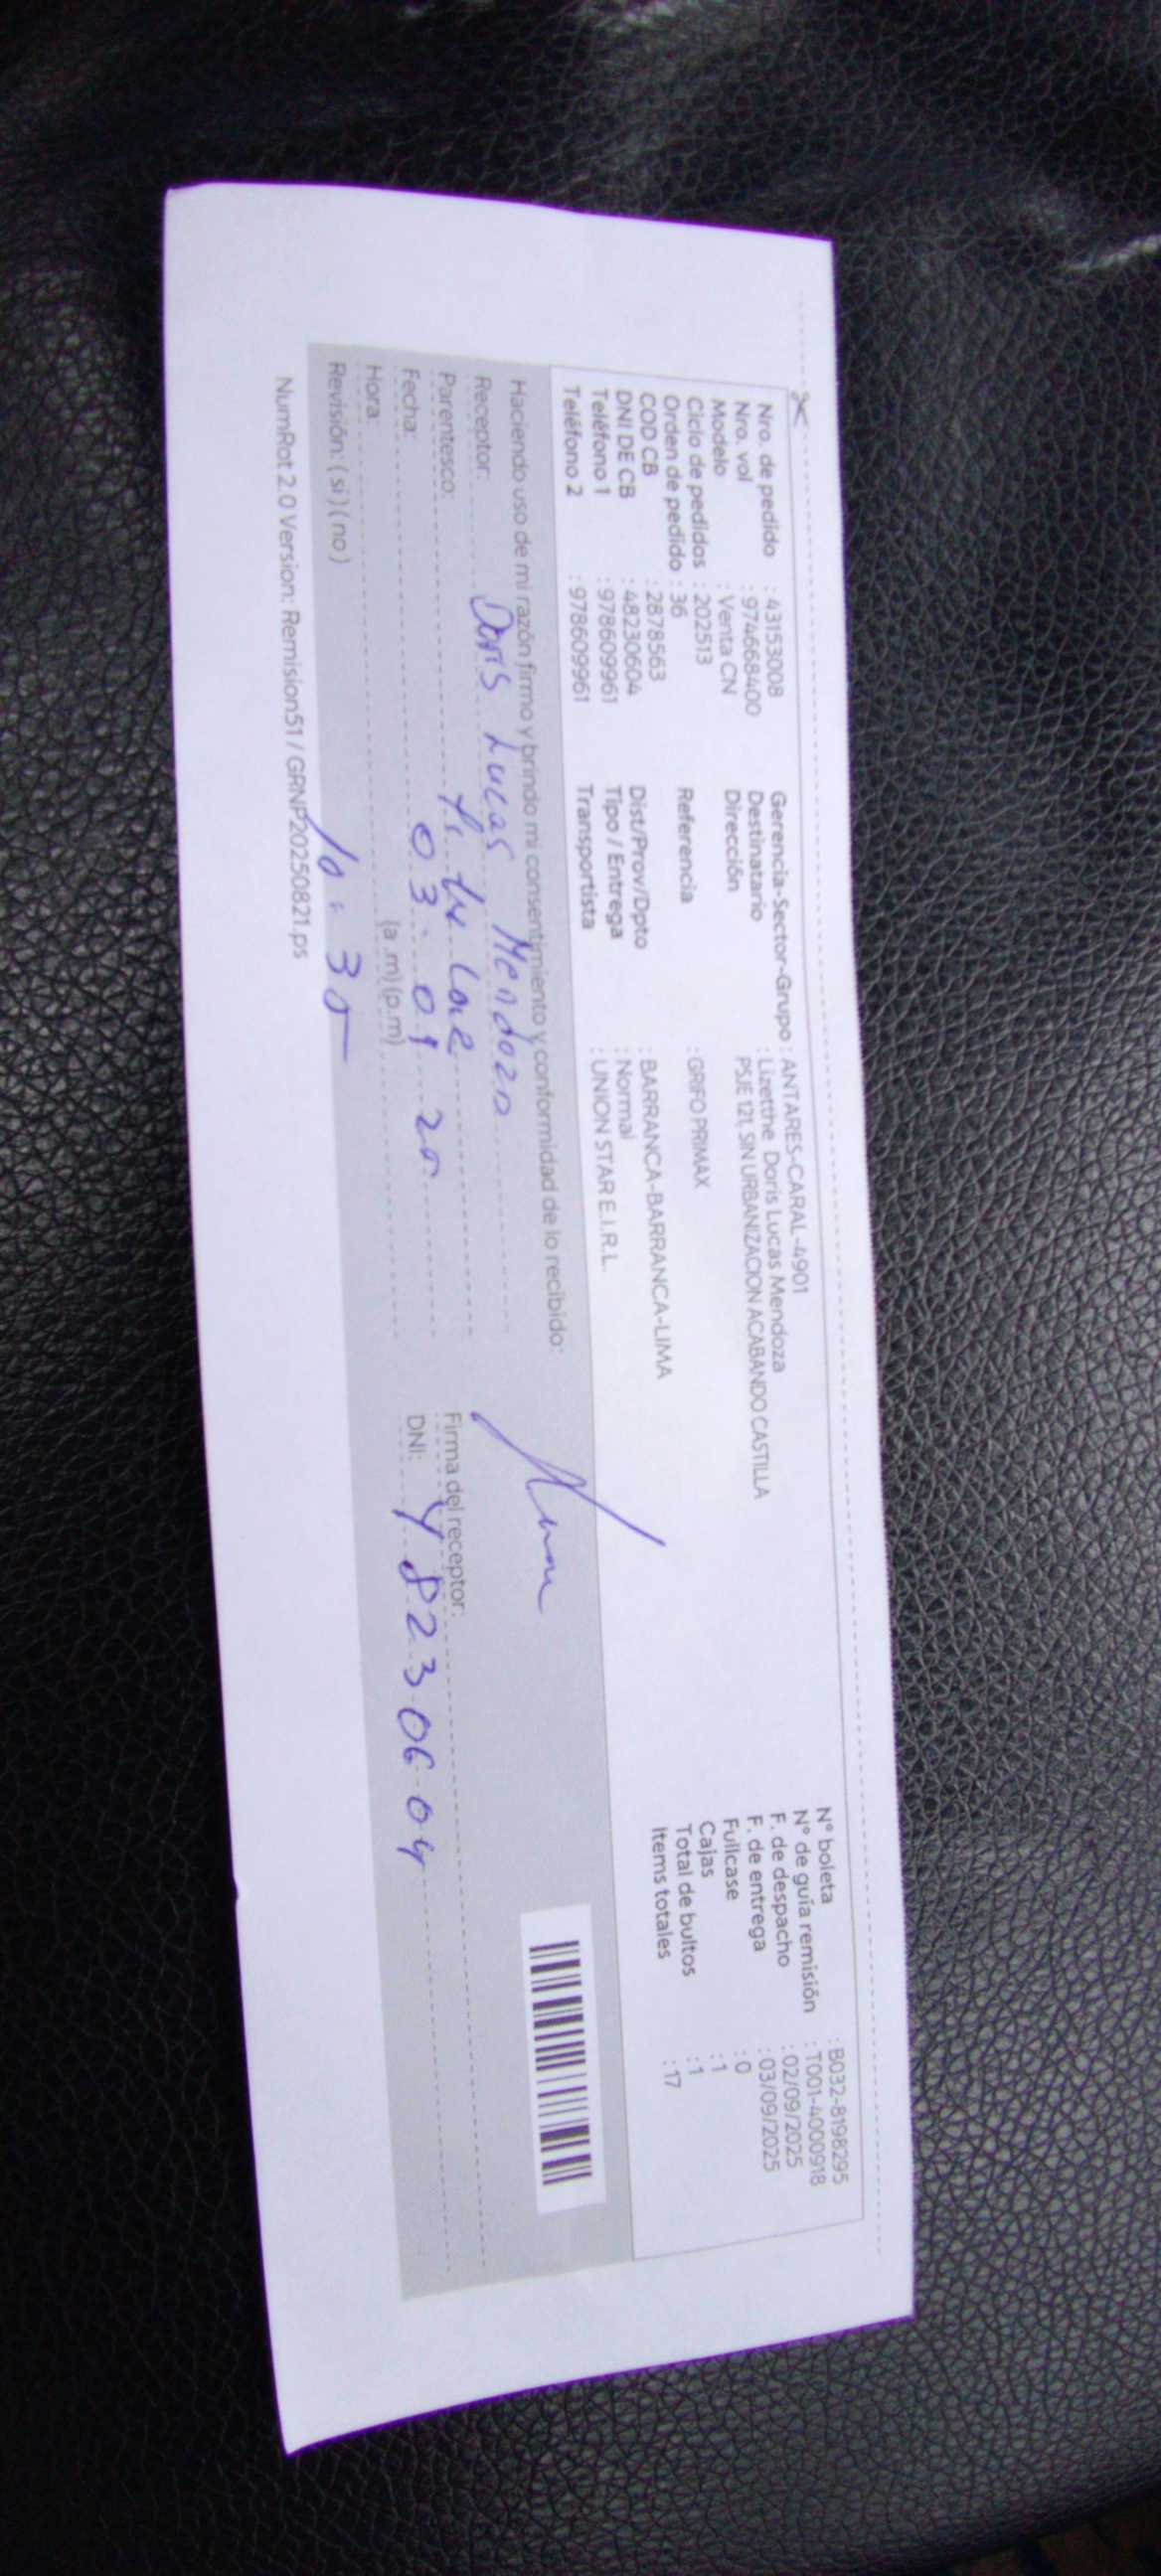 Nro. de pedido : 43153008
Nro. vol : 974668400
Modelo : Venta CN
Ciclo de pedidos : 202513
Orden de pedido : 36
COD CB : 2878563
DNI DE CB : 48230604
Teléfono 1 : 978609961
Teléfono 2 : 978609961
Gerencia-Sector-Grupo : ANTARES-CARAL-4901
Destinatario : Lizetthe Doris Lucas Mendoza
Dirección PSJE 121, SIN URBANIZACION ACABANDO CASTILLA
Referencia : GRIFO PRIMAX
Dist/Prov/Dpto : BARRANCA-BARRANCA-LIMA
Tipo / Entrega : Normal
Transportista : UNION STAR E.I.R.L.
N° boleta : B032-8198295
N° de guía remisión : T001-4000918
F. de despacho : 02/09/2025
F. de entrega : 03/09/2025
Fullcase : 0
Cajas : 1
Total de bultos : 1
Items totales : 17
Haciendo uso de mi razón firmo y brindo mi consentimiento y conformidad de lo recibido:
Receptor: Doris Lucas Mendoza
Parentesco:
Fecha: 03.09 25
Hora: (a .m) (p.m)
Revisión: ( si ) ( no ) 10:35
Firma del receptor:
DNI: 48230604
NumRot 2.0 Version: Remision51 / GRNP20250821.ps